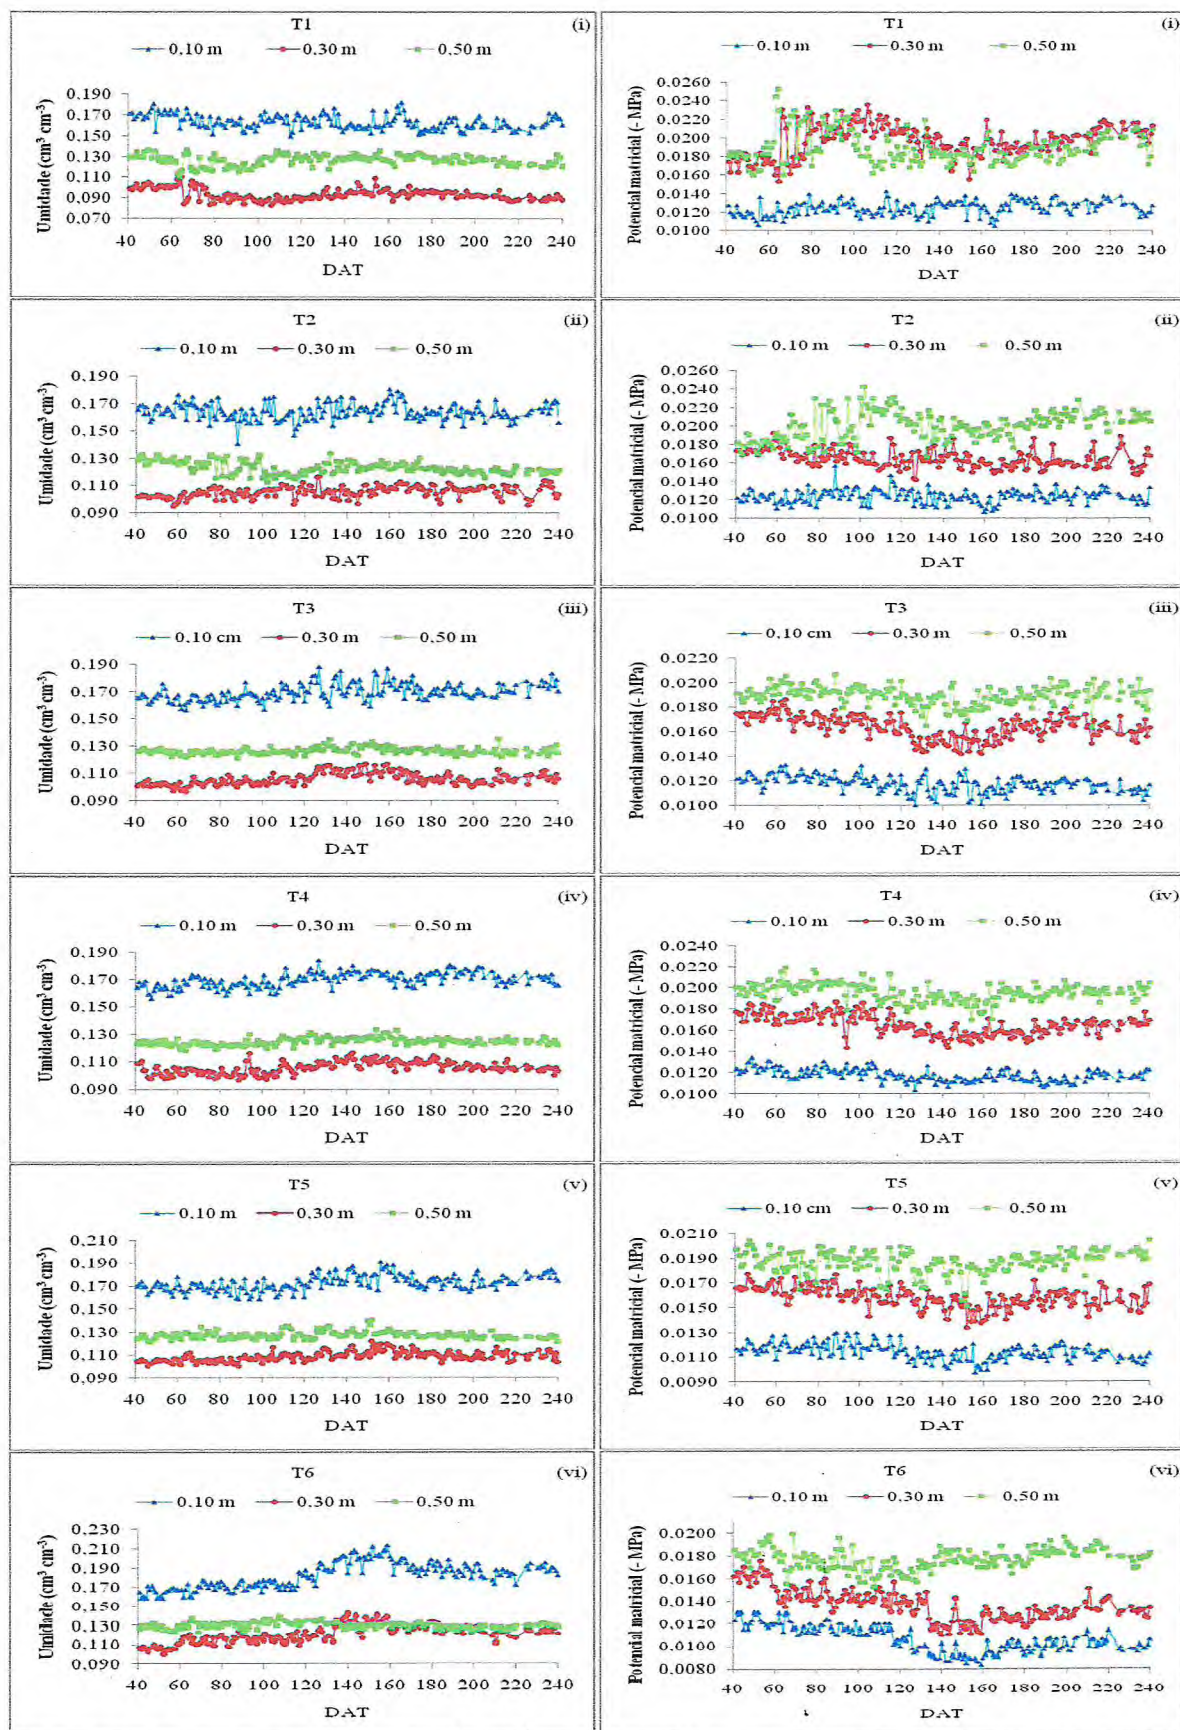 T1 (i)
0,10 m 0,30 m 0,50 m
Umidade (cm³ cm⁻³)
0,190
0,170
0,150
0,130
0,110
0,090
0,070
40 60 80 100 120 140 160 180 200 220 240
DAT
T1 (i)
0,10 m 0,30 m 0,50 m
Potencial matricial (- MPa)
0,0260
0,0240
0,0220
0,0200
0,0180
0,0140
0,0120
0,0100
40 60 80 100 120 140 160 180 200 220 240
DAT
T2 (ii)
0,10 m 0,30 m 0,50 m
Umidade (cm³ cm⁻³)
0,190
0,170
0,150
0,130
0,110
0,090
40 60 80 100 120 140 160 180 200 220 240
DAT
T2 (ii)
0,10 m 0,30 m 0,50 m
Potencial matricial (- MPa)
0,0260
0,0240
0,0220
0,0200
0,0180
0,0160
0,0140
0,0120
0,0100
40 60 80 100 120 140 160 180 200 220 240
DAT
T3 (iii)
0,10 cm 0,30 m 0,50 m
Umidade (cm³ cm⁻³)
0,190
0,170
0,150
0,130
0,110
0,090
40 60 80 100 120 140 160 180 200 220 240
DAT
T3 (iii)
0,10 cm 0,30 m 0,50 m
Potencial matricial (- MPa)
0,0220
0,0200
0,0180
0,0160
0,0140
0,0120
0,0100
40 60 80 100 120 140 160 180 200 220 240
DAT
T4 (iv)
0,10 m 0,30 m 0,50 m
Umidade (cm³ cm⁻³)
0,190
0,170
0,150
0,130
0,110
0,090
40 60 80 100 120 140 160 180 200 220 240
DAT
T4 (iv)
0,10 m 0,30 m 0,50 m
Potencial matricial (- MPa)
0,0240
0,0220
0,0200
0,0180
0,0160
0,0140
0,0120
0,0100
40 60 80 100 120 140 160 180 200 220 240
DAT
T5 (v)
0,10 m 0,30 m 0,50 m
Umidade (cm³ cm⁻³)
0,210
0,190
0,170
0,150
0,130
0,110
0,090
40 60 80 100 120 140 160 180 200 220 240
DAT
T5 (v)
0,10 cm 0,30 m 0,50 m
Potencial matricial (- MPa)
0,0210
0,0190
0,0170
0,0150
0,0130
0,0110
0,0090
40 60 80 100 120 140 160 180 200 220 240
DAT
T6 (vi)
0,10 m 0,30 m 0,50 m
Umidade (cm³ cm⁻³)
0,230
0,210
0,190
0,170
0,150
0,130
0,110
0,090
40 60 80 100 120 140 160 180 200 220 240
DAT
T6 (vi)
0,10 m 0,30 m 0,50 m
Potencial matricial (- MPa)
0,0200
0,0180
0,0160
0,0140
0,0120
0,0100
0,0080
40 60 80 100 120 140 160 180 200 220 240
DAT